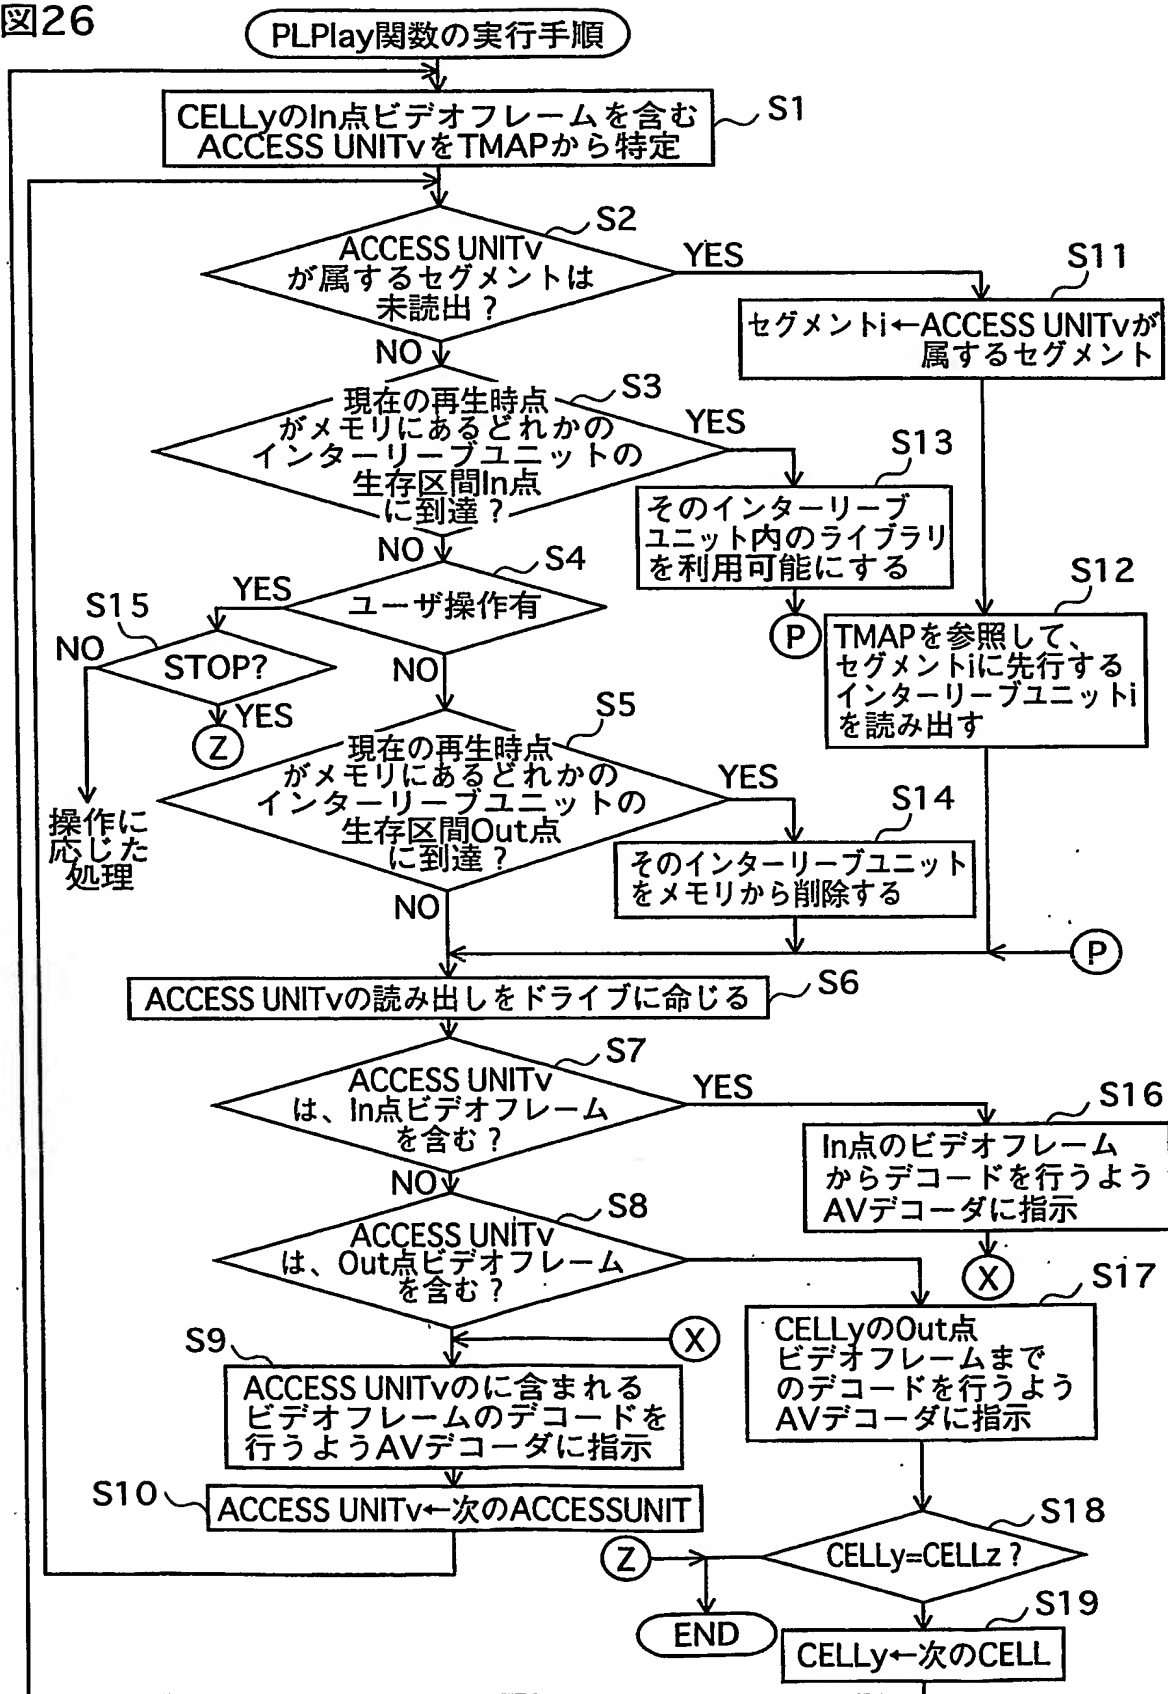 図26
PLPlay関数の実行手順
CELLyのIn点ビデオフレームを含む
ACCESS UNITvをTMAPから特定
S1
ACCESS UNITv
が属するセグメントは
未読出？
S2
YES
NO
S11
セグメントi←ACCESS UNITvが
属するセグメント
現在の再生時点
がメモリにあるどれかの
インターリーブユニットの
生存区間In点
に到達？
S3
YES
NO
S13
そのインターリーブ
ユニット内のライブラリ
を利用可能にする
P
S12
TMAPを参照して、
セグメントiに先行する
インターリーブユニットi
を読み出す
S4
ユーザ操作有
YES
NO
S15
STOP?
NO
YES
Z
操作に
応じた
処理
S5
現在の再生時点
がメモリにあるどれかの
インターリーブユニットの
生存区間Out点
に到達？
YES
NO
S14
そのインターリーブユニット
をメモリから削除する
P
ACCESS UNITvの読み出しをドライブに命じる
S6
S7
ACCESS UNITv
は、In点ビデオフレーム
を含む？
YES
NO
S16
In点のビデオフレーム
からデコードを行うよう
AVデコーダに指示
X
S8
ACCESS UNITv
は、Out点ビデオフレーム
を含む？
S17
CELLyのOut点
ビデオフレームまで
のデコードを行うよう
AVデコーダに指示
X
S9
ACCESS UNITvのに含まれる
ビデオフレームのデコードを
行うようAVデコーダに指示
S10
ACCESS UNITv←次のACCESSUNIT
S18
CELLy=CELLz？
Z
END
S19
CELLy←次のCELL